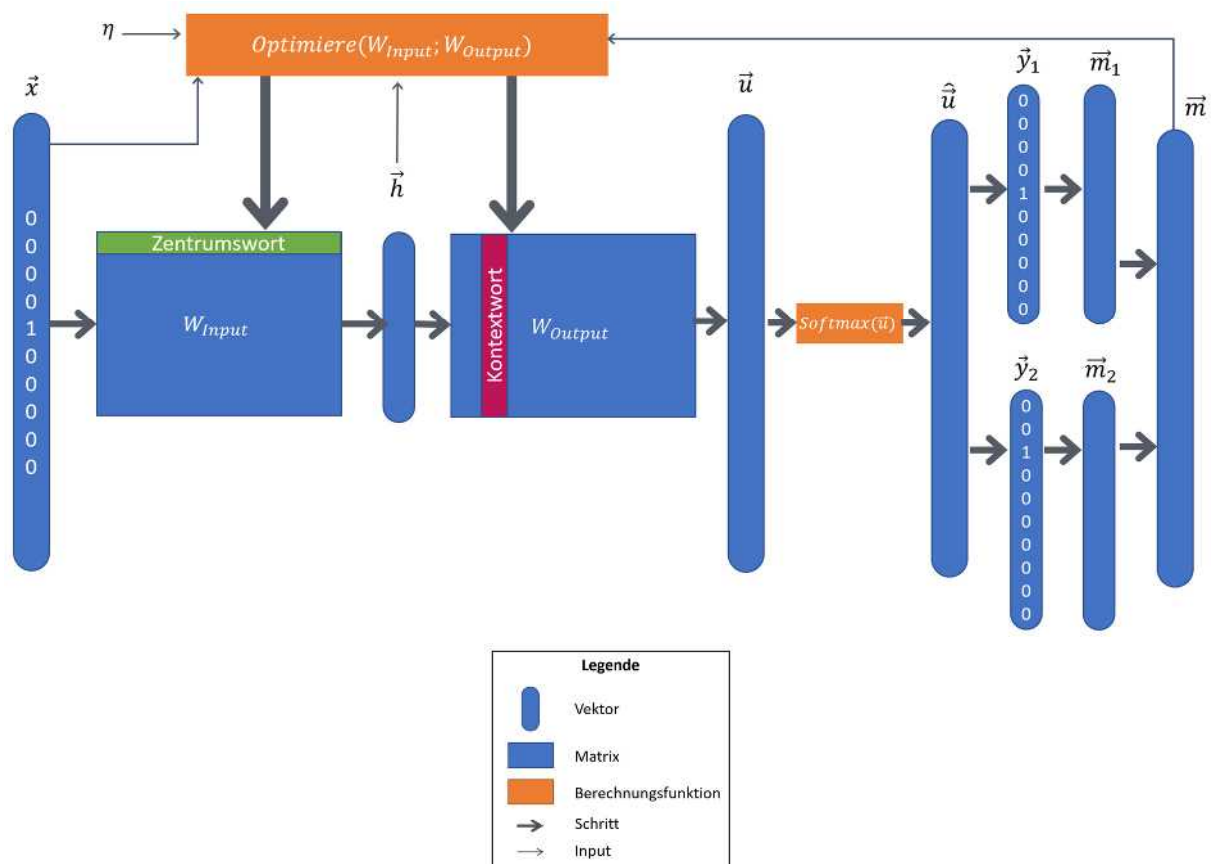 η
Optimiere(W_Input; W_Output)
x⃗
0
0
0
0
1
0
0
0
0
0
Zentrumswort
W_Input
h⃗
Kontextwort
W_Output
u⃗
Softmax(u⃗)
û⃗
y⃗₁
0
0
0
0
1
0
0
0
0
0
m⃗₁
y⃗₂
0
0
1
0
0
0
0
0
0
0
m⃗₂
m⃗
Legende
Vektor
Matrix
Berechnungsfunktion
Schritt
Input